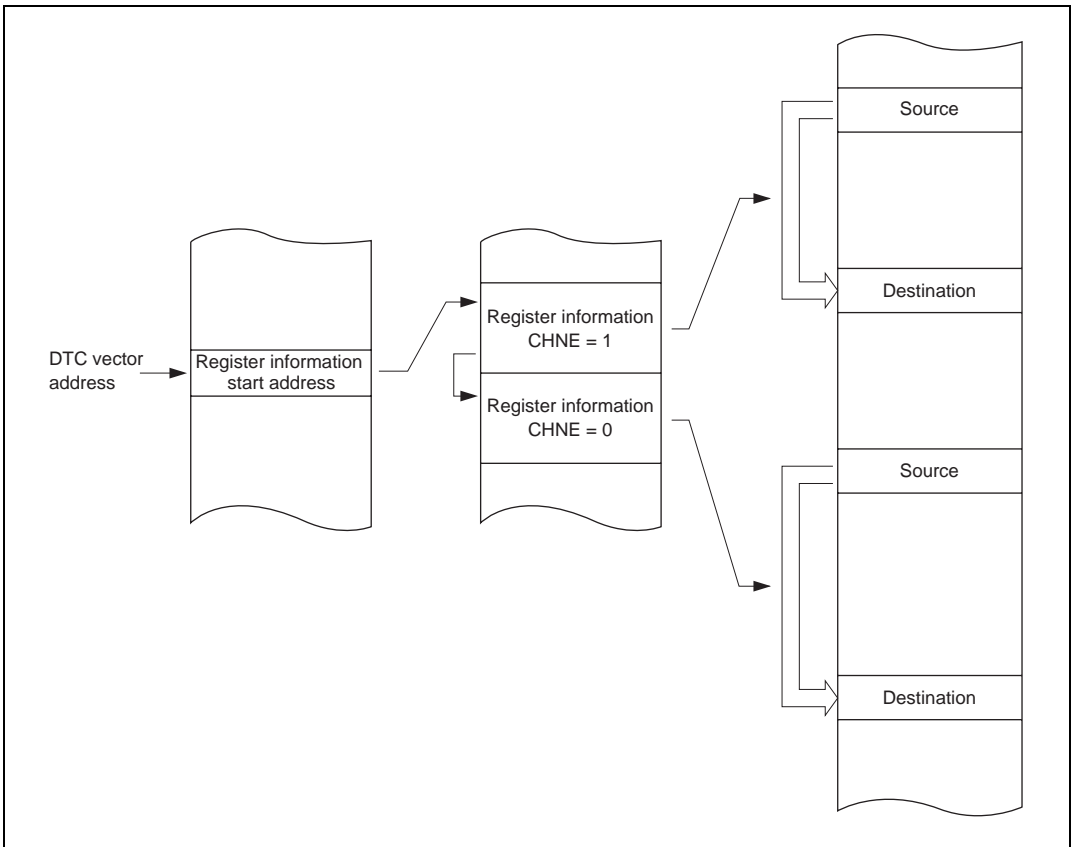 DTC vector
address
Register information
start address
Register information
CHNE = 1
Register information
CHNE = 0
Source
Destination
Source
Destination